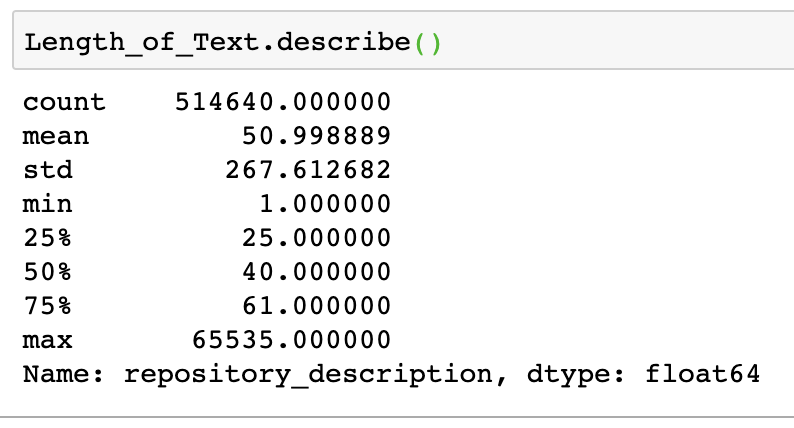 Length_of_Text.describe()
count    514640.000000
mean         50.998889
std         267.612682
min           1.000000
25%          25.000000
50%          40.000000
75%          61.000000
max       65535.000000
Name: repository_description, dtype: float64